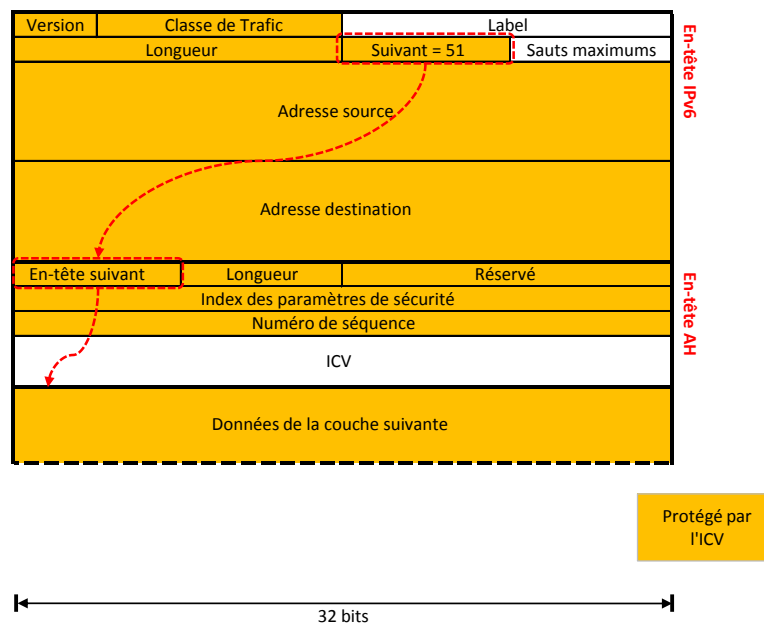 Version Classe de Trafic Label
Longueur Suivant = 51 Sauts maximums
En-tête IPv6
Adresse source
Adresse destination
En-tête suivant Longueur Réservé
En-tête AH
Index des paramètres de sécurité
Numéro de séquence
ICV
Données de la couche suivante
Protégé par
l'ICV
32 bits